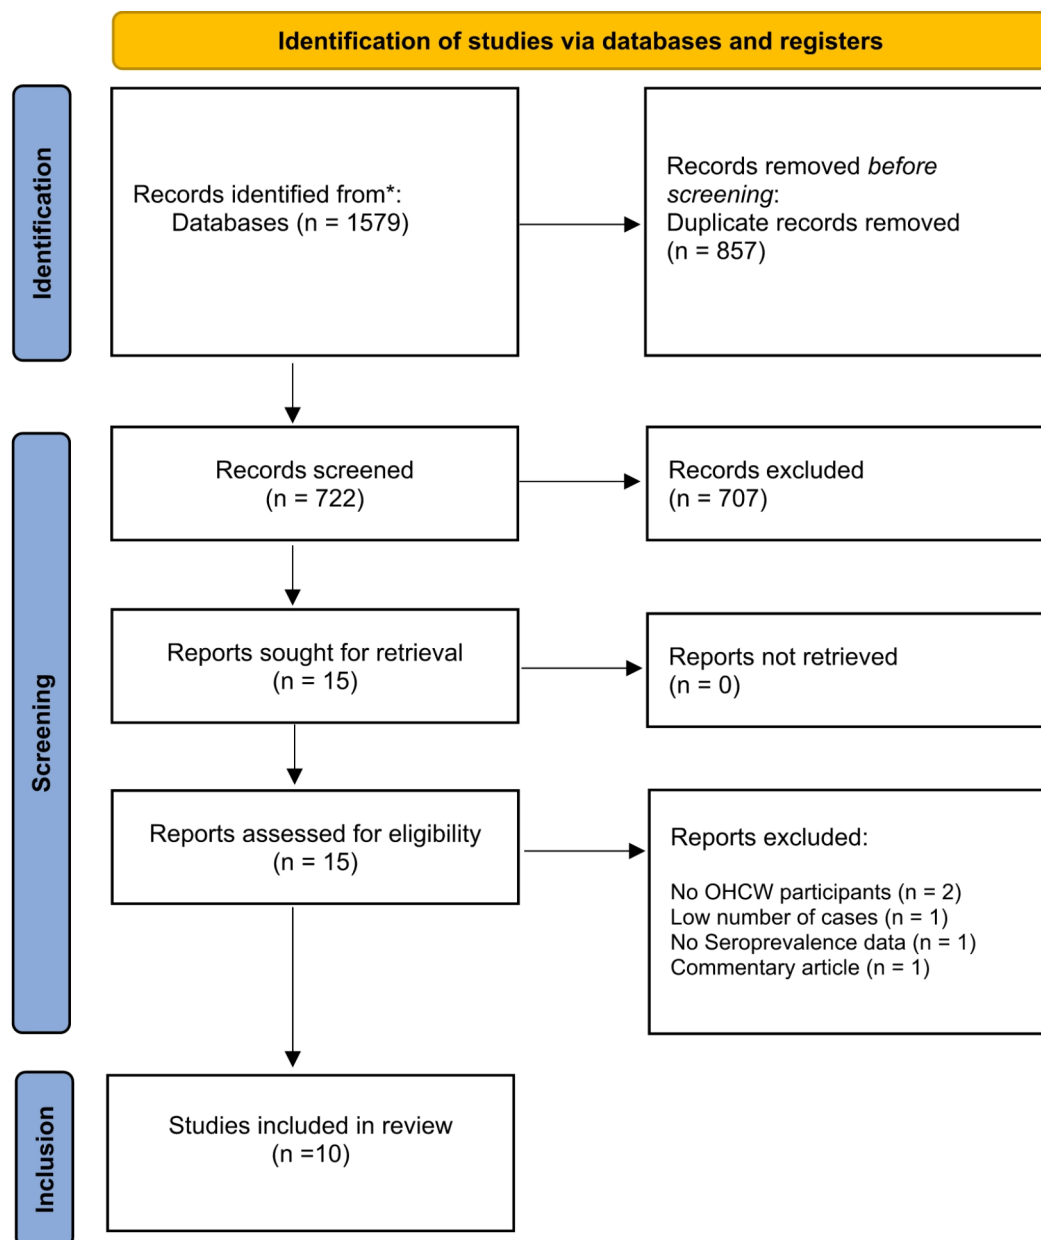 Identification of studies via databases and registers
Identification
Records identified from*:
Databases (n = 1579)
Records removed before
screening:
Duplicate records removed
(n = 857)
Screening
Records screened
(n = 722)
Records excluded
(n = 707)
Reports sought for retrieval
(n = 15)
Reports not retrieved
(n = 0)
Reports assessed for eligibility
(n = 15)
Reports excluded:
No OHCW participants (n = 2)
Low number of cases (n = 1)
No Seroprevalence data (n = 1)
Commentary article (n = 1)
Inclusion
Studies included in review
(n =10)